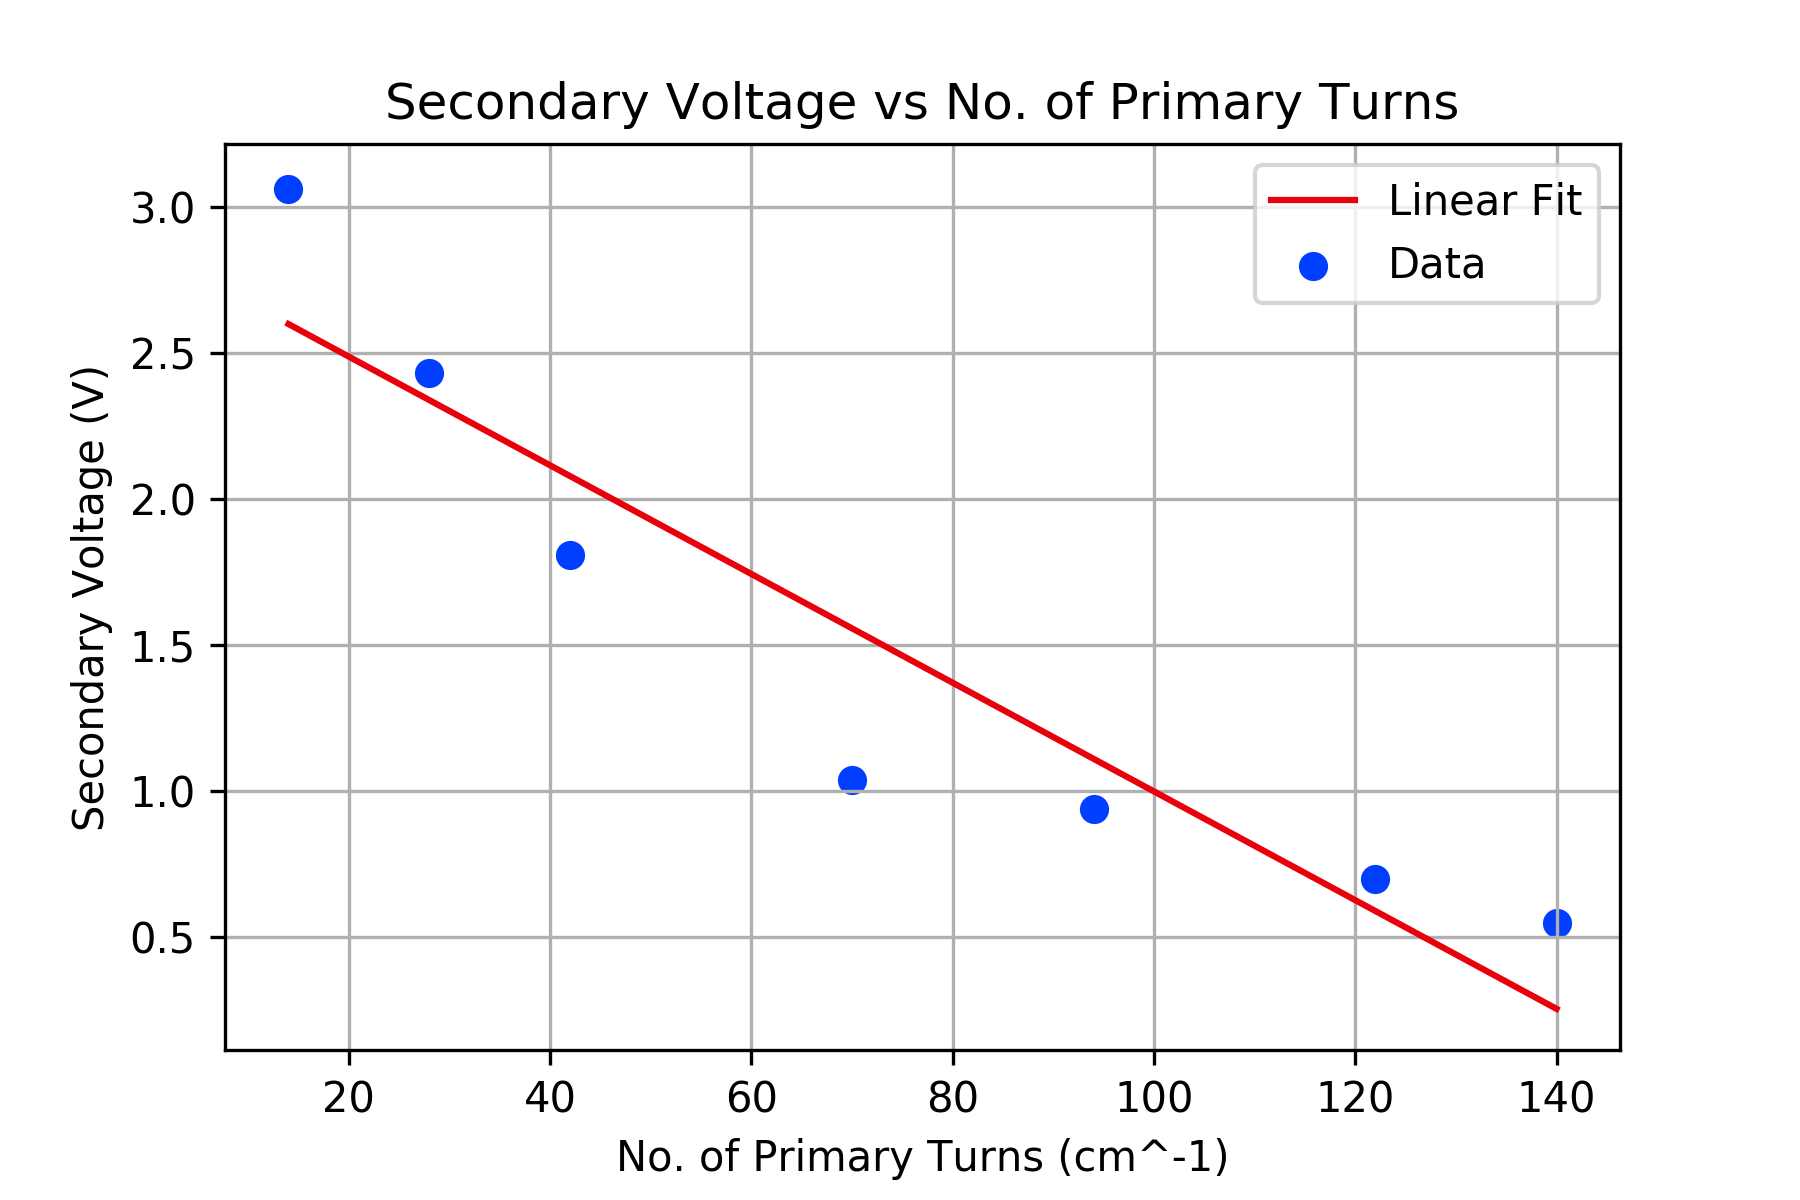 Secondary Voltage vs No. of Primary Turns
Linear Fit
Data
Secondary Voltage (V)
3.0
2.5
2.0
1.5
1.0
0.5
20 40 60 80 100 120 140
No. of Primary Turns (cm^-1)